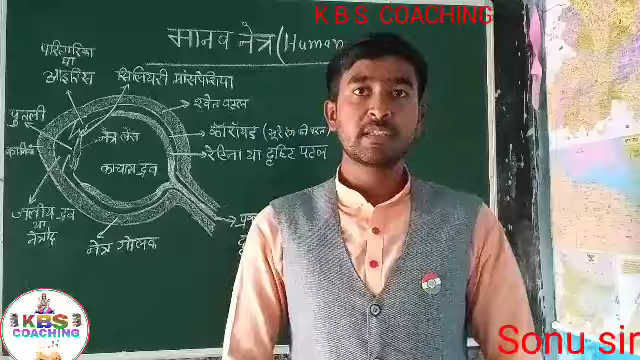 K B S COACHING
मानव नेत्र (Human
परितारिका
या
आइरिस
सिलियरी मांसपेशियां
श्वेत पटल
पुतली
नेत्र लेंस
कॉरॉयड (भूरे रंग की परत
रेटिना या दृष्टि पटल
काचाभ द्रव
जलीय द्रव
या
नेत्रोद
नेत्र गोलक
KBS
COACHING
Sonu sir